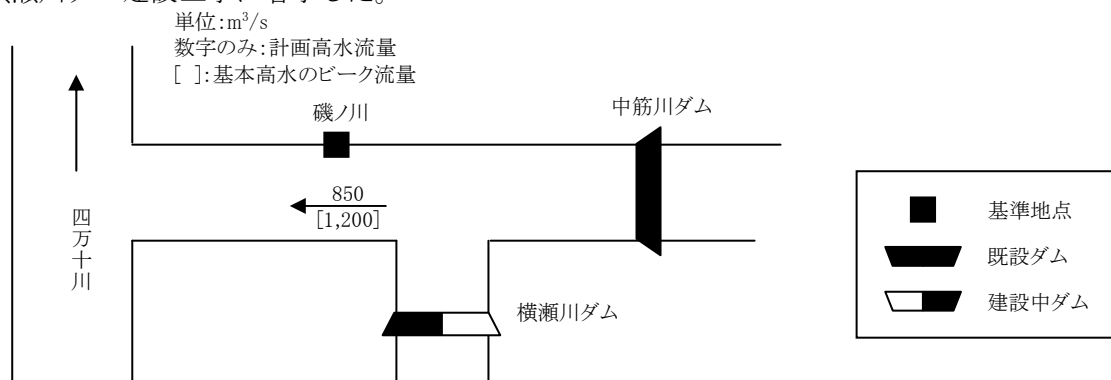 単位:m³/s
数字のみ:計画高水流量
[ ]:基本高水のピーク流量
磯ノ川
中筋川ダム
850
[1,200]
四万十川
横瀬川ダム
基準地点
既設ダム
建設中ダム